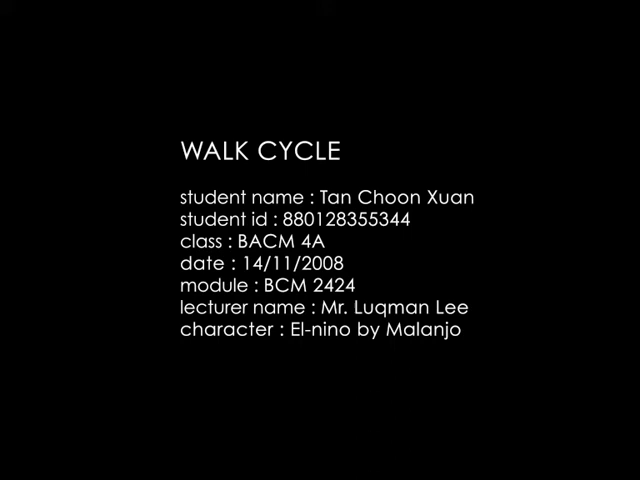 WALK CYCLE
student name : Tan Choon Xuan
student id : 880128355344
class : BACM 4A
date : 14/11/2008
module : BCM 2424
lecturer name : Mr. Luqman Lee
character : El-nino by Malanjo